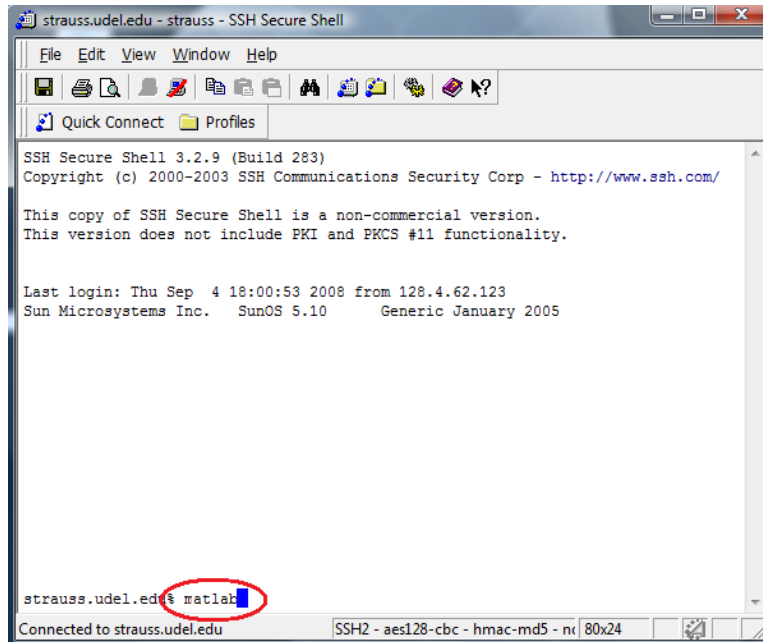 strauss.udel.edu - strauss - SSH Secure Shell
File Edit View Window Help
Quick Connect Profiles
SSH Secure Shell 3.2.9 (Build 283)
Copyright (c) 2000-2003 SSH Communications Security Corp - http://www.ssh.com/
This copy of SSH Secure Shell is a non-commercial version.
This version does not include PKI and PKCS #11 functionality.
Last login: Thu Sep 4 18:00:53 2008 from 128.4.62.123
Sun Microsystems Inc. SunOS 5.10 Generic January 2005
strauss.udel.edu% matlab
Connected to strauss.udel.edu SSH2 - aes128-cbc - hmac-md5 - 80x24